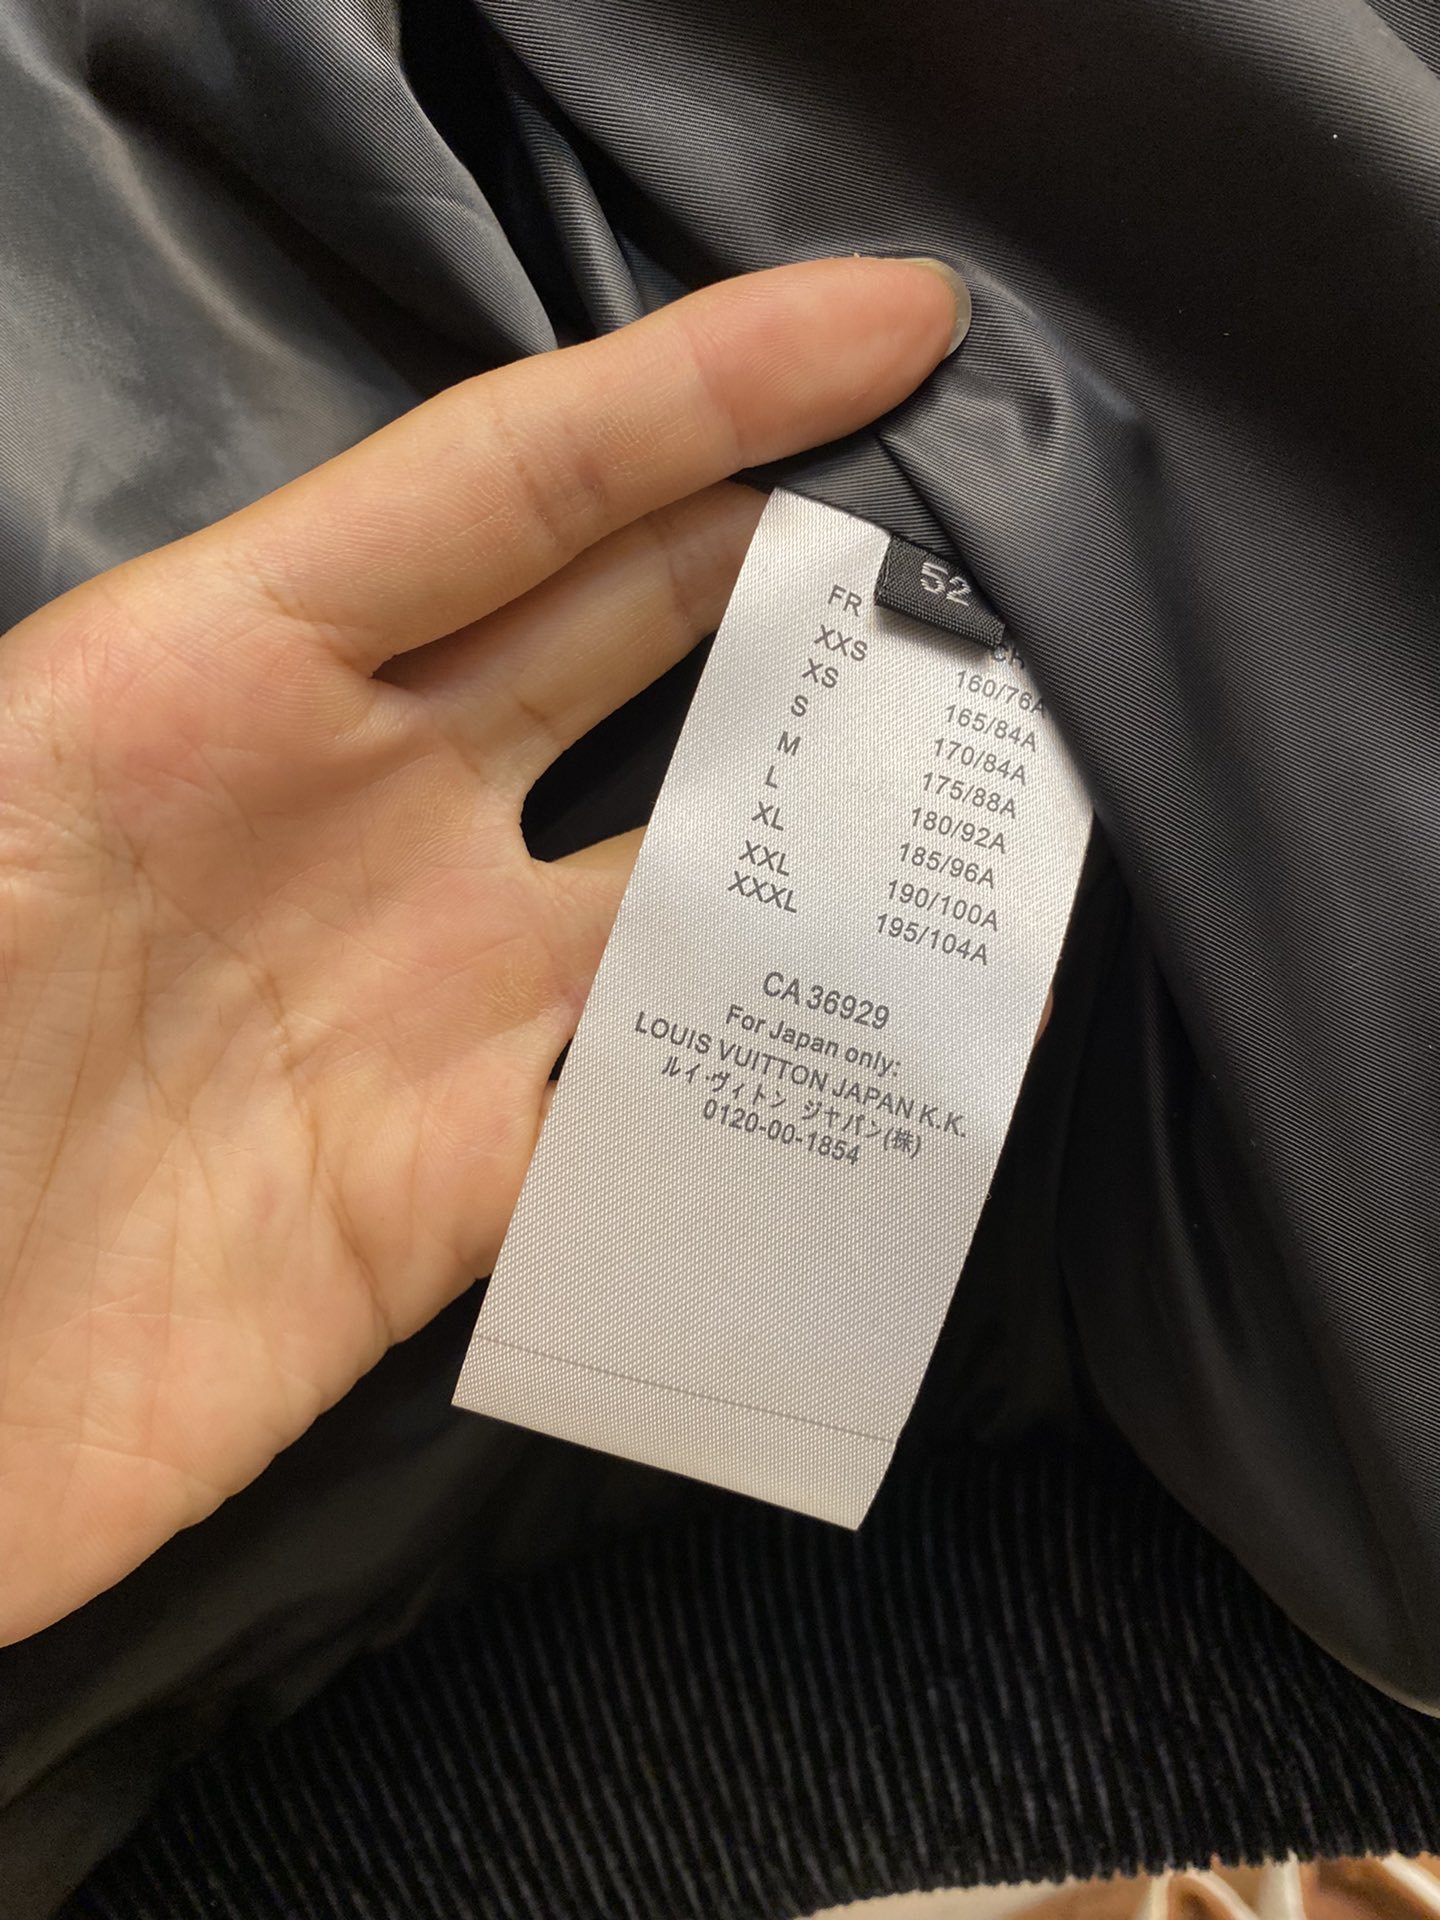 52
FR CH
XXS 160/76A
XS 165/84A
S 170/84A
M 175/88A
L 180/92A
XL 185/96A
XXL 190/100A
XXXL 195/104A
CA 36929
For Japan only:
LOUIS VUITTON JAPAN K.K.
ルイ·ヴィトン ジャパン(株)
0120-00-1854